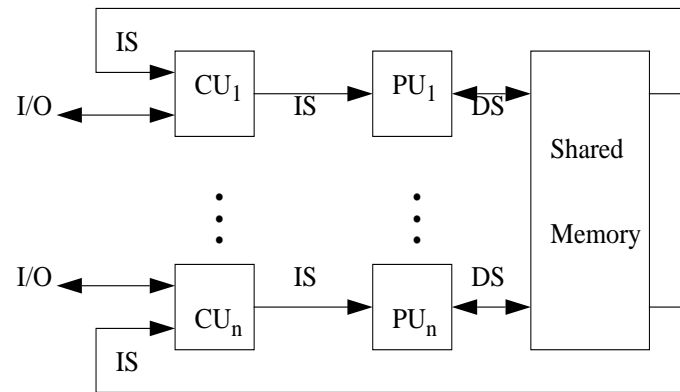 IS
CU1
PU1
I/O
IS
DS
Shared
Memory
I/O
IS
DS
CUn
PUn
IS